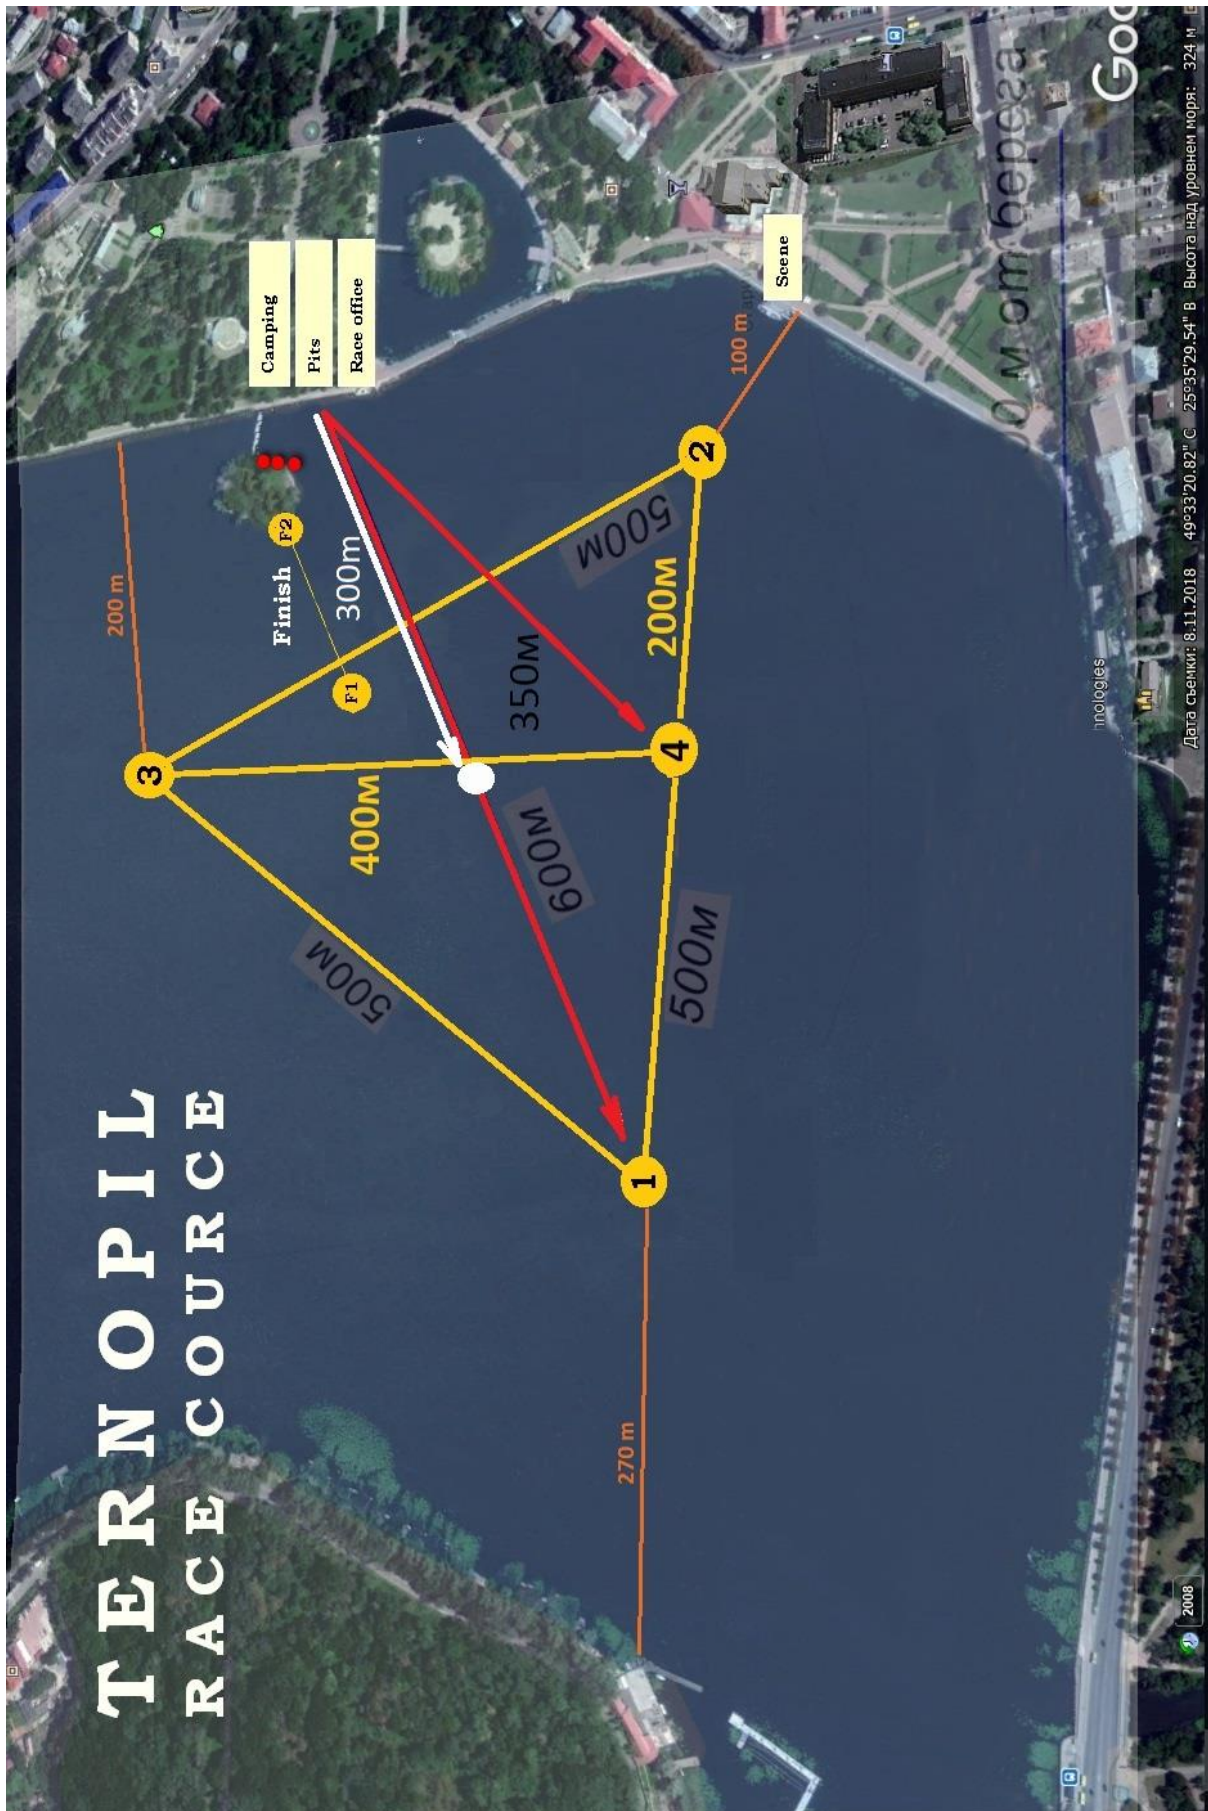 TERNOPIL
RACE COURCE
270 m
1
500м
500м
600м
3
400м
4
350м
200м
F1
F2
Finish
300m
200 m
500м
2
100 m
Camping
Pits
Race office
Scene
м от берега
hnologies
Goo
2008
Дата съемки: 8.11.2018 49°33'20.82" С 25°35'29.54" В Высота над уровнем моря: 324 м